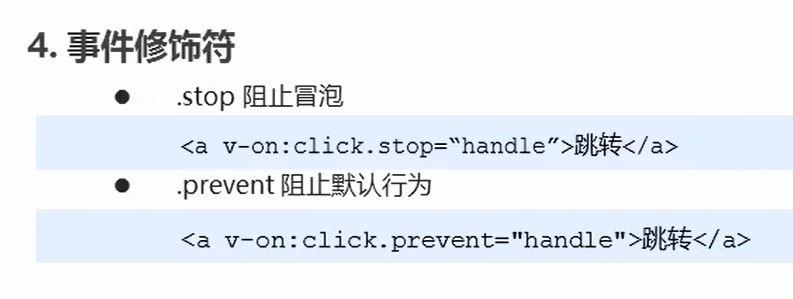 4. 事件修饰符
● .stop 阻止冒泡
<a v-on:click.stop=“handle”>跳转</a>
● .prevent 阻止默认行为
<a v-on:click.prevent="handle">跳转</a>